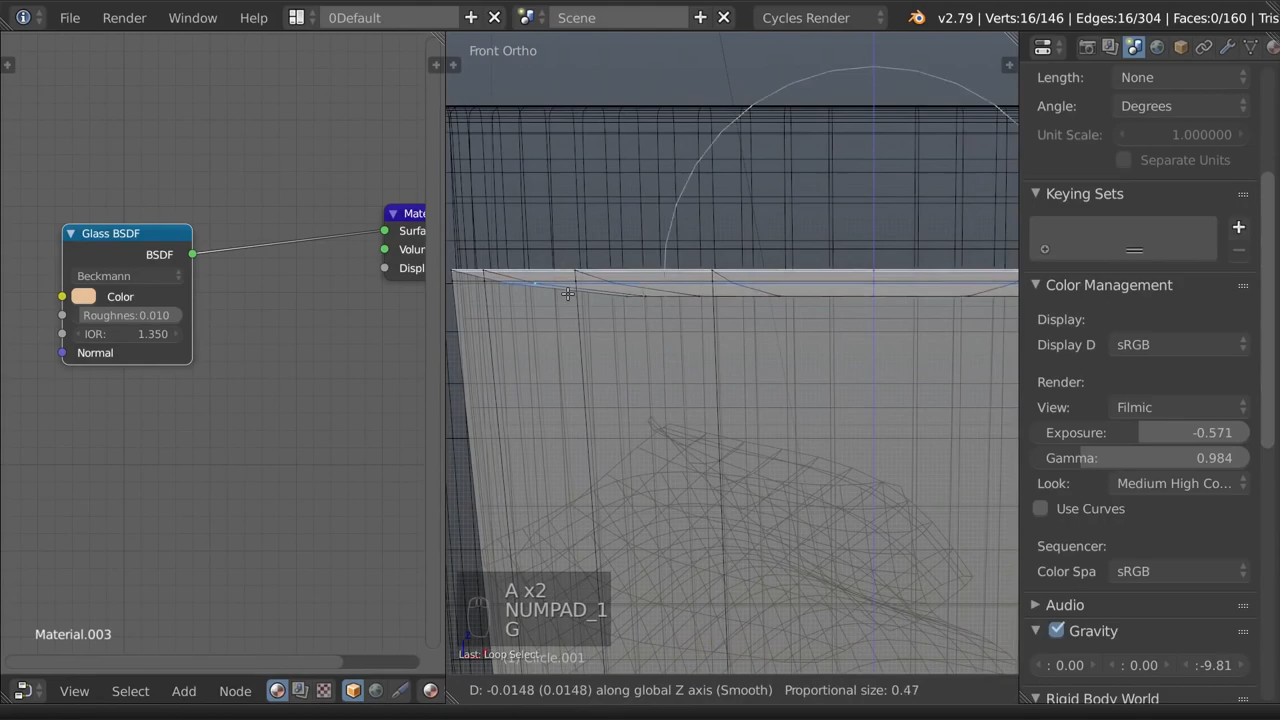 File Render Window Help 0Default Scene Cycles Render v2.79 | Verts:16/146 | Edges:16/304 | Faces:0/160 | Tris
Front Ortho
Length: None
Angle: Degrees
Unit Scale: 1.000000
Separate Units
Keying Sets
Color Management
Display:
Display D sRGB
Render:
View: Filmic
Exposure: -0.571
Gamma: 0.984
Look: Medium High Co...
Use Curves
Sequencer:
Color Spa sRGB
Audio
Gravity
: 0.00 : 0.00 : -9.81
Rigid Body World
Glass BSDF
BSDF
Beckmann
Color
Roughness: 0.010
IOR: 1.350
Normal
Mate
Surfa
Volum
Displ
A x2
NUMPAD_1
G
Last: Loop Select
(1) Circle.001
Material.003
View Select Add Node
D: -0.0148 (0.0148) along global Z axis (Smooth) Proportional size: 0.47